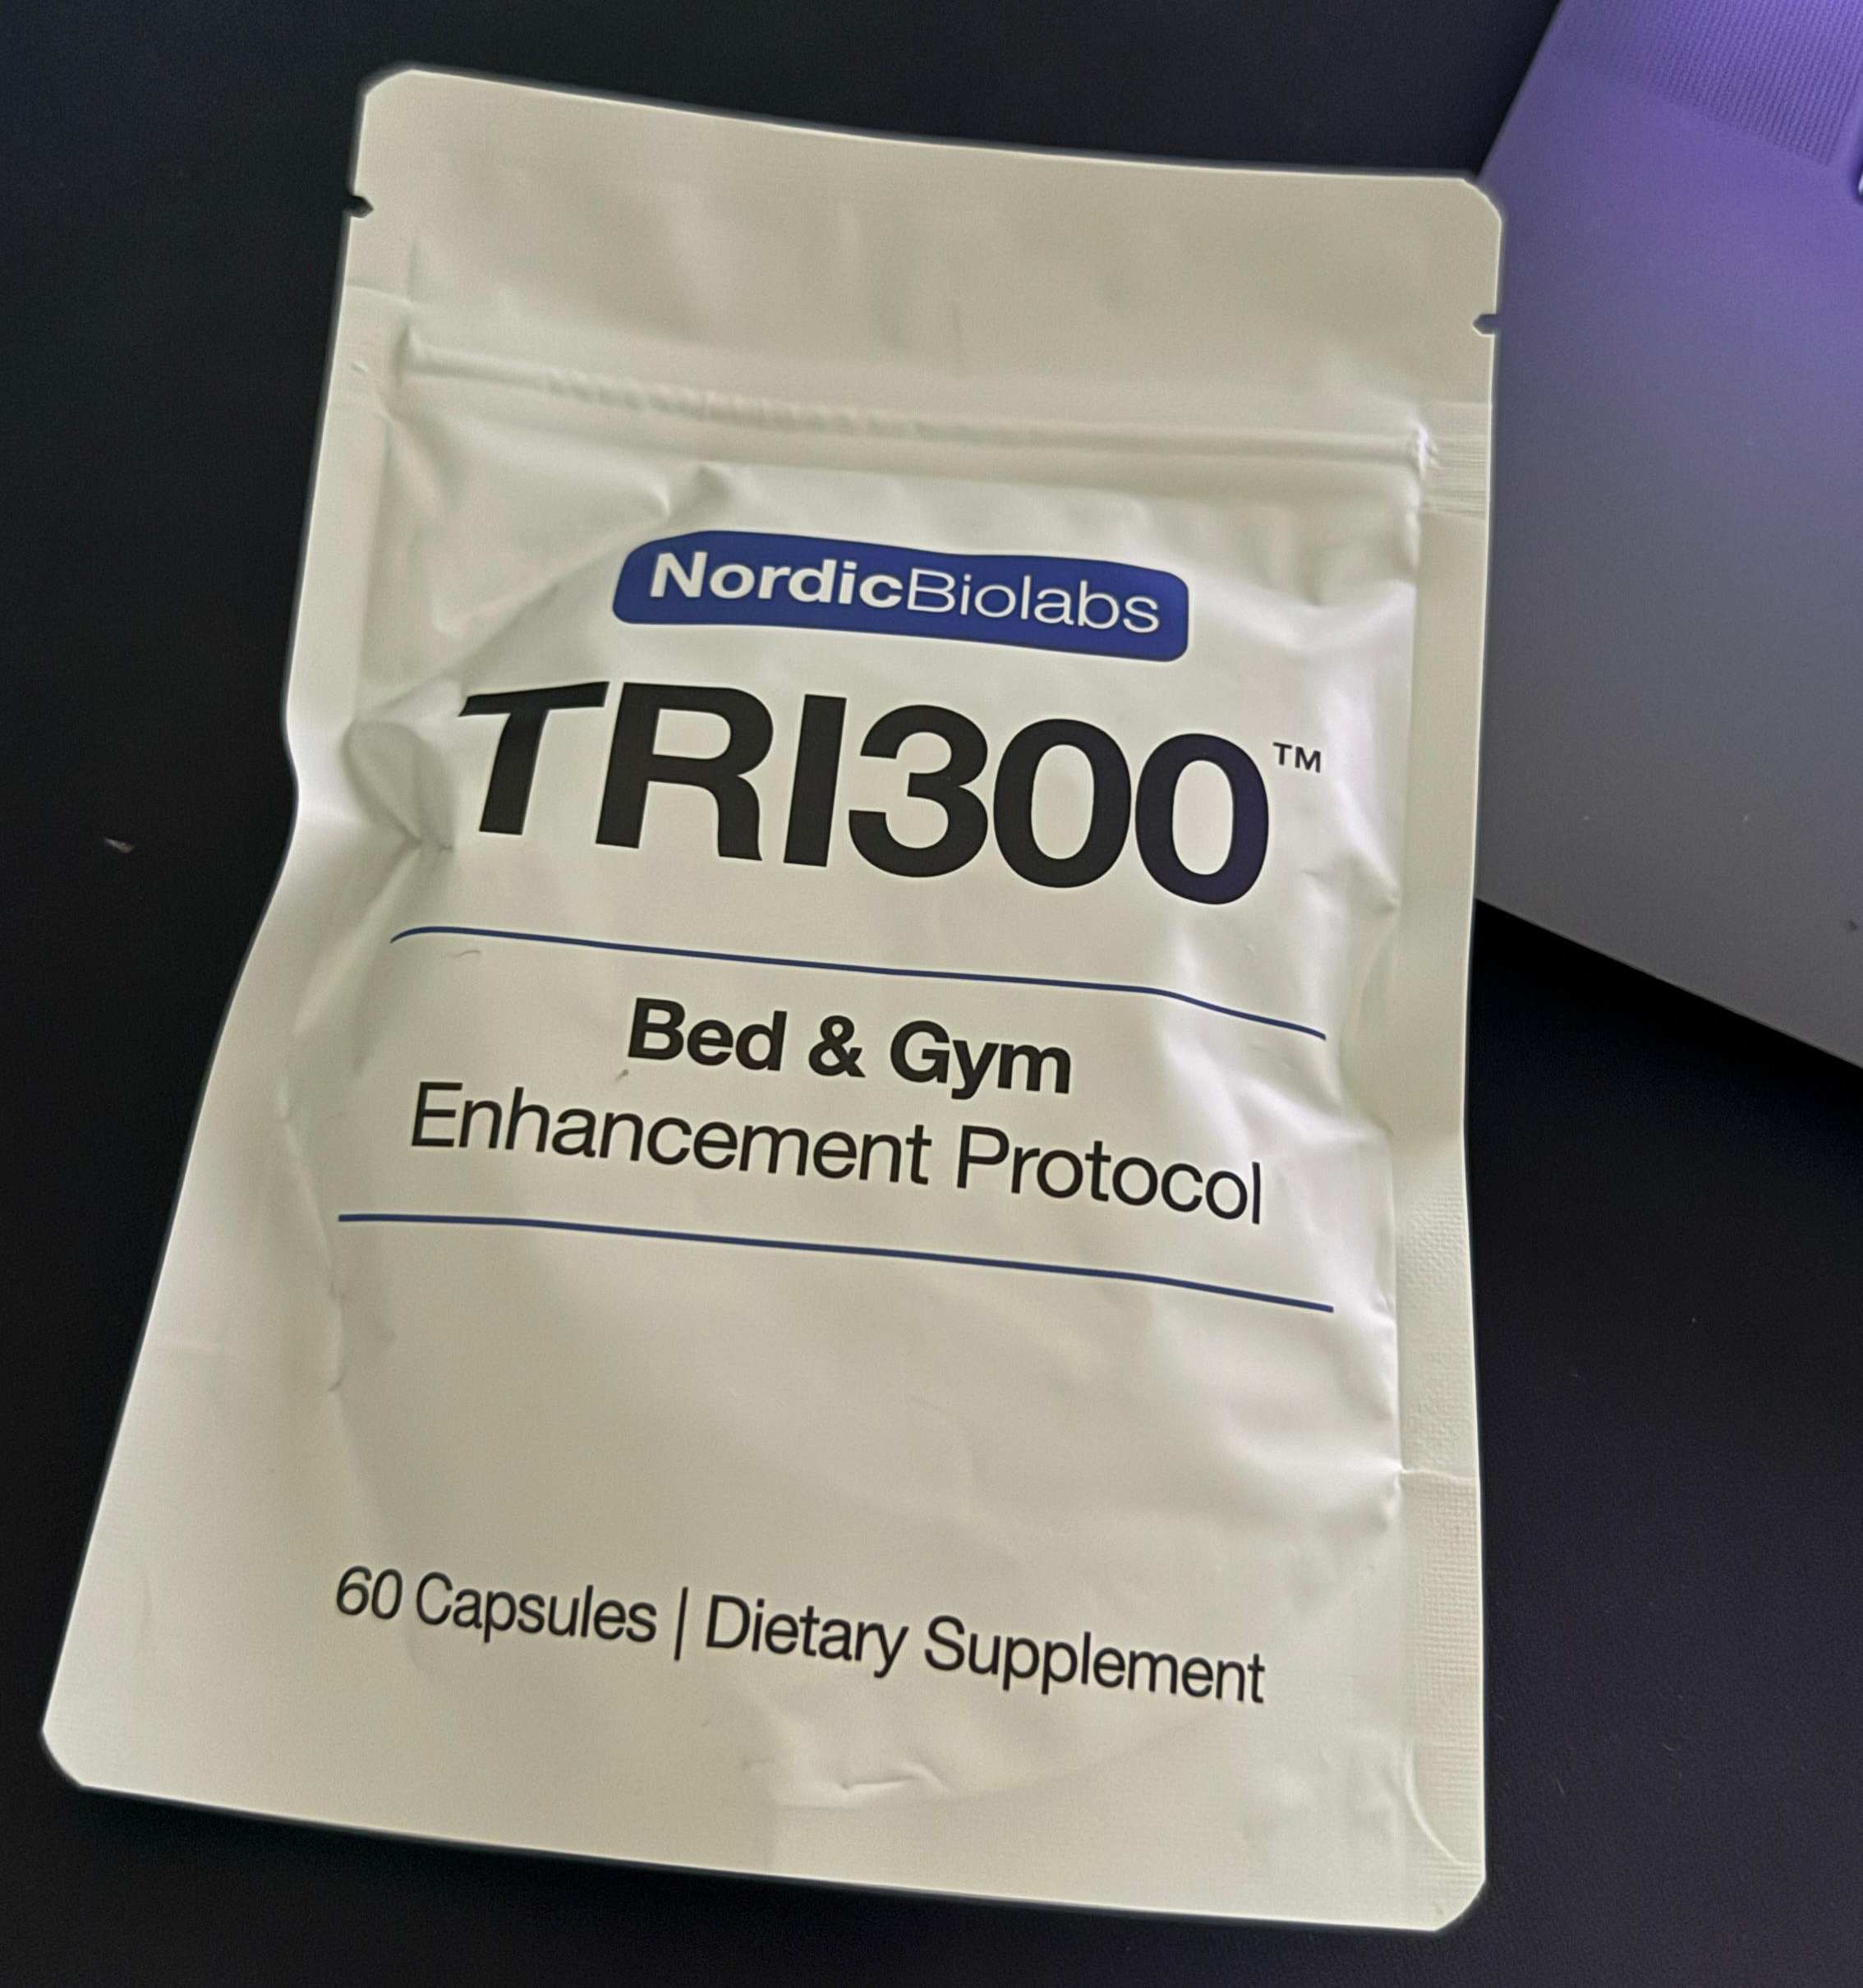 NordicBiolabs
TRI300™
Bed & Gym
Enhancement Protocol
60 Capsules | Dietary Supplement